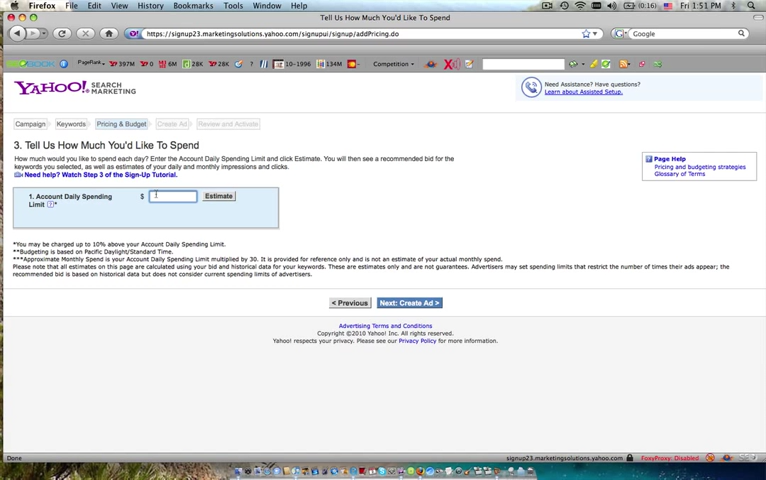 Firefox File Edit View History Bookmarks Tools Window Help (0:16) Fri 1:51 PM
Tell Us How Much You'd Like To Spend
https://signup23.marketingsolutions.yahoo.com/signupui/signup/addPricing.do
Google
PageRank 397M 0 6M 28K 28K 10-1996 134M Competition
YAHOO! SEARCH MARKETING
Need Assistance? Have questions?
Learn about Assisted Setup.
Campaign Keywords Pricing & Budget Create Ad Review and Activate
3. Tell Us How Much You'd Like To Spend
How much would you like to spend each day? Enter the Account Daily Spending Limit and click Estimate. You will then see a recommended bid for the
keywords you selected, as well as estimates of your daily and monthly impressions and clicks.
Need help? Watch Step 3 of the Sign-Up Tutorial.
Page Help
Pricing and budgeting strategies
Glossary of Terms
1. Account Daily Spending $ Estimate
Limit [?]*
*You may be charged up to 10% above your Account Daily Spending Limit.
**Budgeting is based on Pacific Daylight/Standard Time.
***Approximate Monthly Spend is your Account Daily Spending Limit multiplied by 30. It is provided for reference only and is not an estimate of your actual monthly spend.
Please note that all estimates on this page are calculated using your bid and historical data for your keywords. These are estimates only and are not guarantees. Advertisers may set spending limits that restrict the number of times their ads appear; the
recommended bid is based on historical data but does not consider current spending limits of advertisers.
< Previous Next: Create Ad >
Advertising Terms and Conditions
Copyright ©2010 Yahoo! Inc. All rights reserved.
Yahoo! respects your privacy. Please see our Privacy Policy for more information.
Done signup23.marketingsolutions.yahoo.com FoxyProxy: Disabled